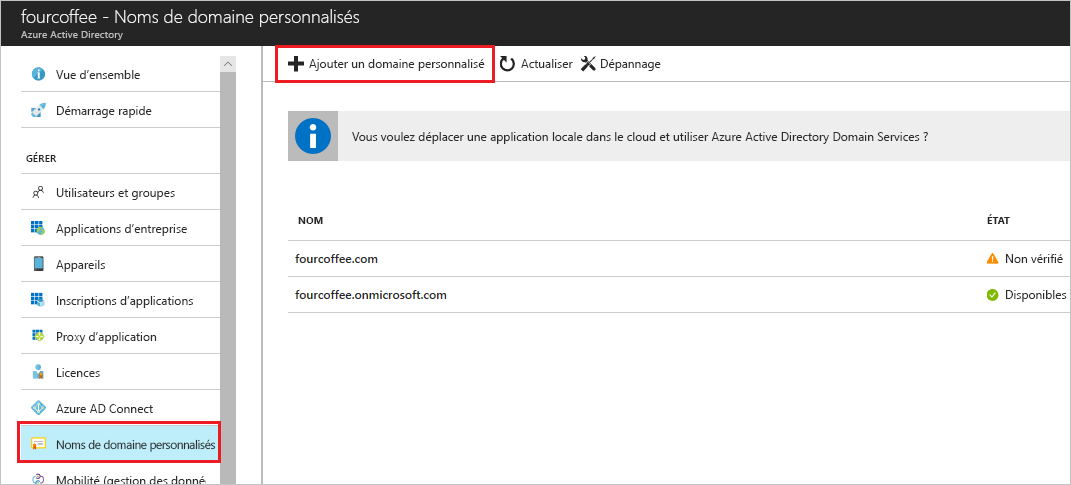 fourcoffee - Noms de domaine personnalisés
Azure Active Directory
Vue d'ensemble
Démarrage rapide
GÉRER
Utilisateurs et groupes
Applications d'entreprise
Appareils
Inscriptions d'applications
Proxy d'application
Licences
Azure AD Connect
Noms de domaine personnalisés
Mobilité (gestion des donné
Ajouter un domaine personnalisé
Actualiser
Dépannage
Vous voulez déplacer une application locale dans le cloud et utiliser Azure Active Directory Domain Services ?
NOM
ÉTAT
fourcoffee.com
Non vérifié
fourcoffee.onmicrosoft.com
Disponibles